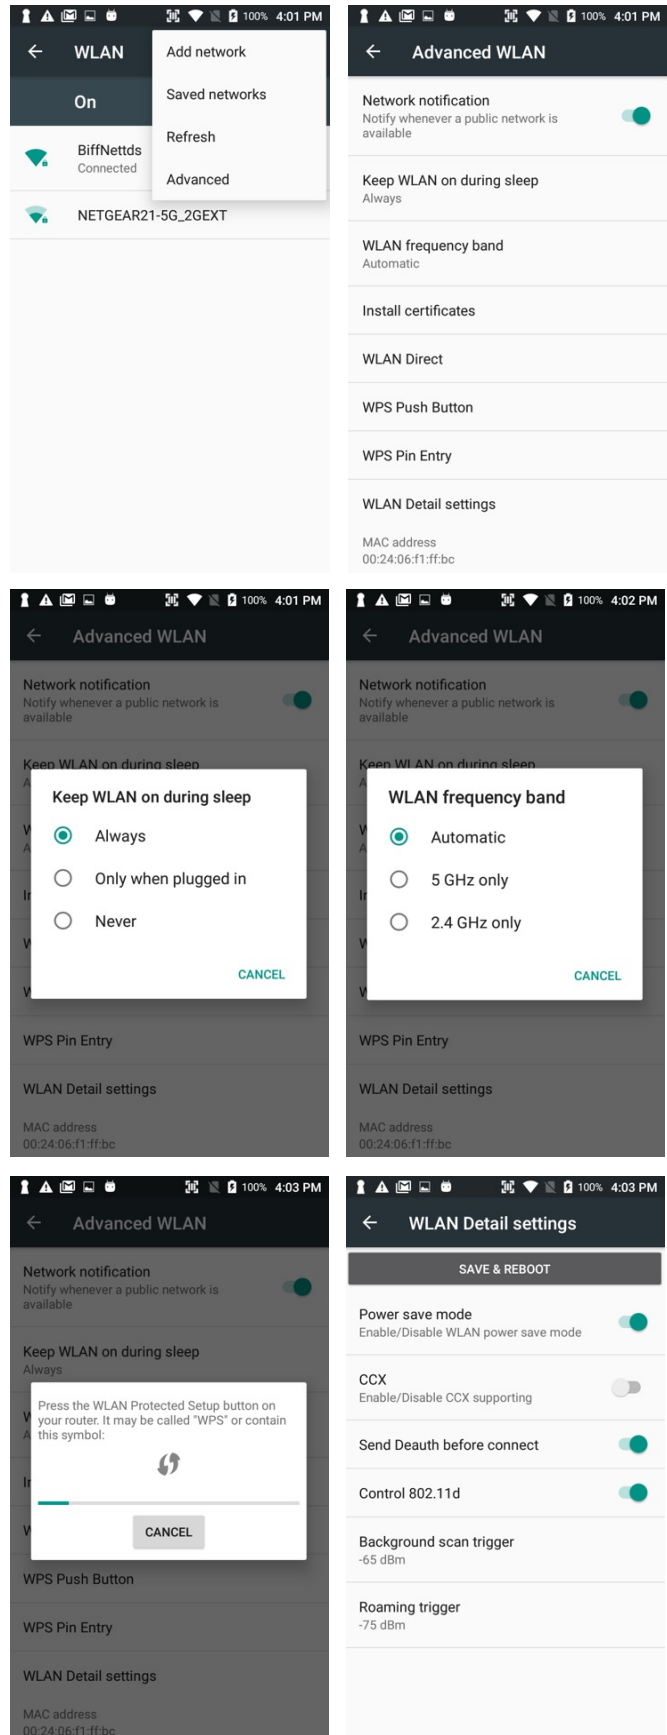 100% 4:01 PM
WLAN
Add network
Saved networks
Refresh
Advanced
On
BiffNettds
Connected
NETGEAR21-5G_2GEXT
100% 4:01 PM
Advanced WLAN
Network notification
Notify whenever a public network is
available
Keep WLAN on during sleep
Always
WLAN frequency band
Automatic
Install certificates
WLAN Direct
WPS Push Button
WPS Pin Entry
WLAN Detail settings
MAC address
00:24:06:f1:ff:bc
100% 4:01 PM
Advanced WLAN
Network notification
Notify whenever a public network is
available
Keep WLAN on during sleep
Keep WLAN on during sleep
Always
Only when plugged in
Never
CANCEL
WPS Pin Entry
WLAN Detail settings
MAC address
00:24:06:f1:ff:bc
100% 4:02 PM
Advanced WLAN
Network notification
Notify whenever a public network is
available
Keep WLAN on during sleep
WLAN frequency band
Automatic
5 GHz only
2.4 GHz only
CANCEL
WPS Pin Entry
WLAN Detail settings
MAC address
00:24:06:f1:ff:bc
100% 4:03 PM
Advanced WLAN
Network notification
Notify whenever a public network is
available
Keep WLAN on during sleep
Always
Press the WLAN Protected Setup button on
your router. It may be called "WPS" or contain
this symbol:
CANCEL
WPS Push Button
WPS Pin Entry
WLAN Detail settings
MAC address
00:24:06:f1:ff:bc
100% 4:03 PM
WLAN Detail settings
SAVE & REBOOT
Power save mode
Enable/Disable WLAN power save mode
CCX
Enable/Disable CCX supporting
Send Deauth before connect
Control 802.11d
Background scan trigger
-65 dBm
Roaming trigger
-75 dBm